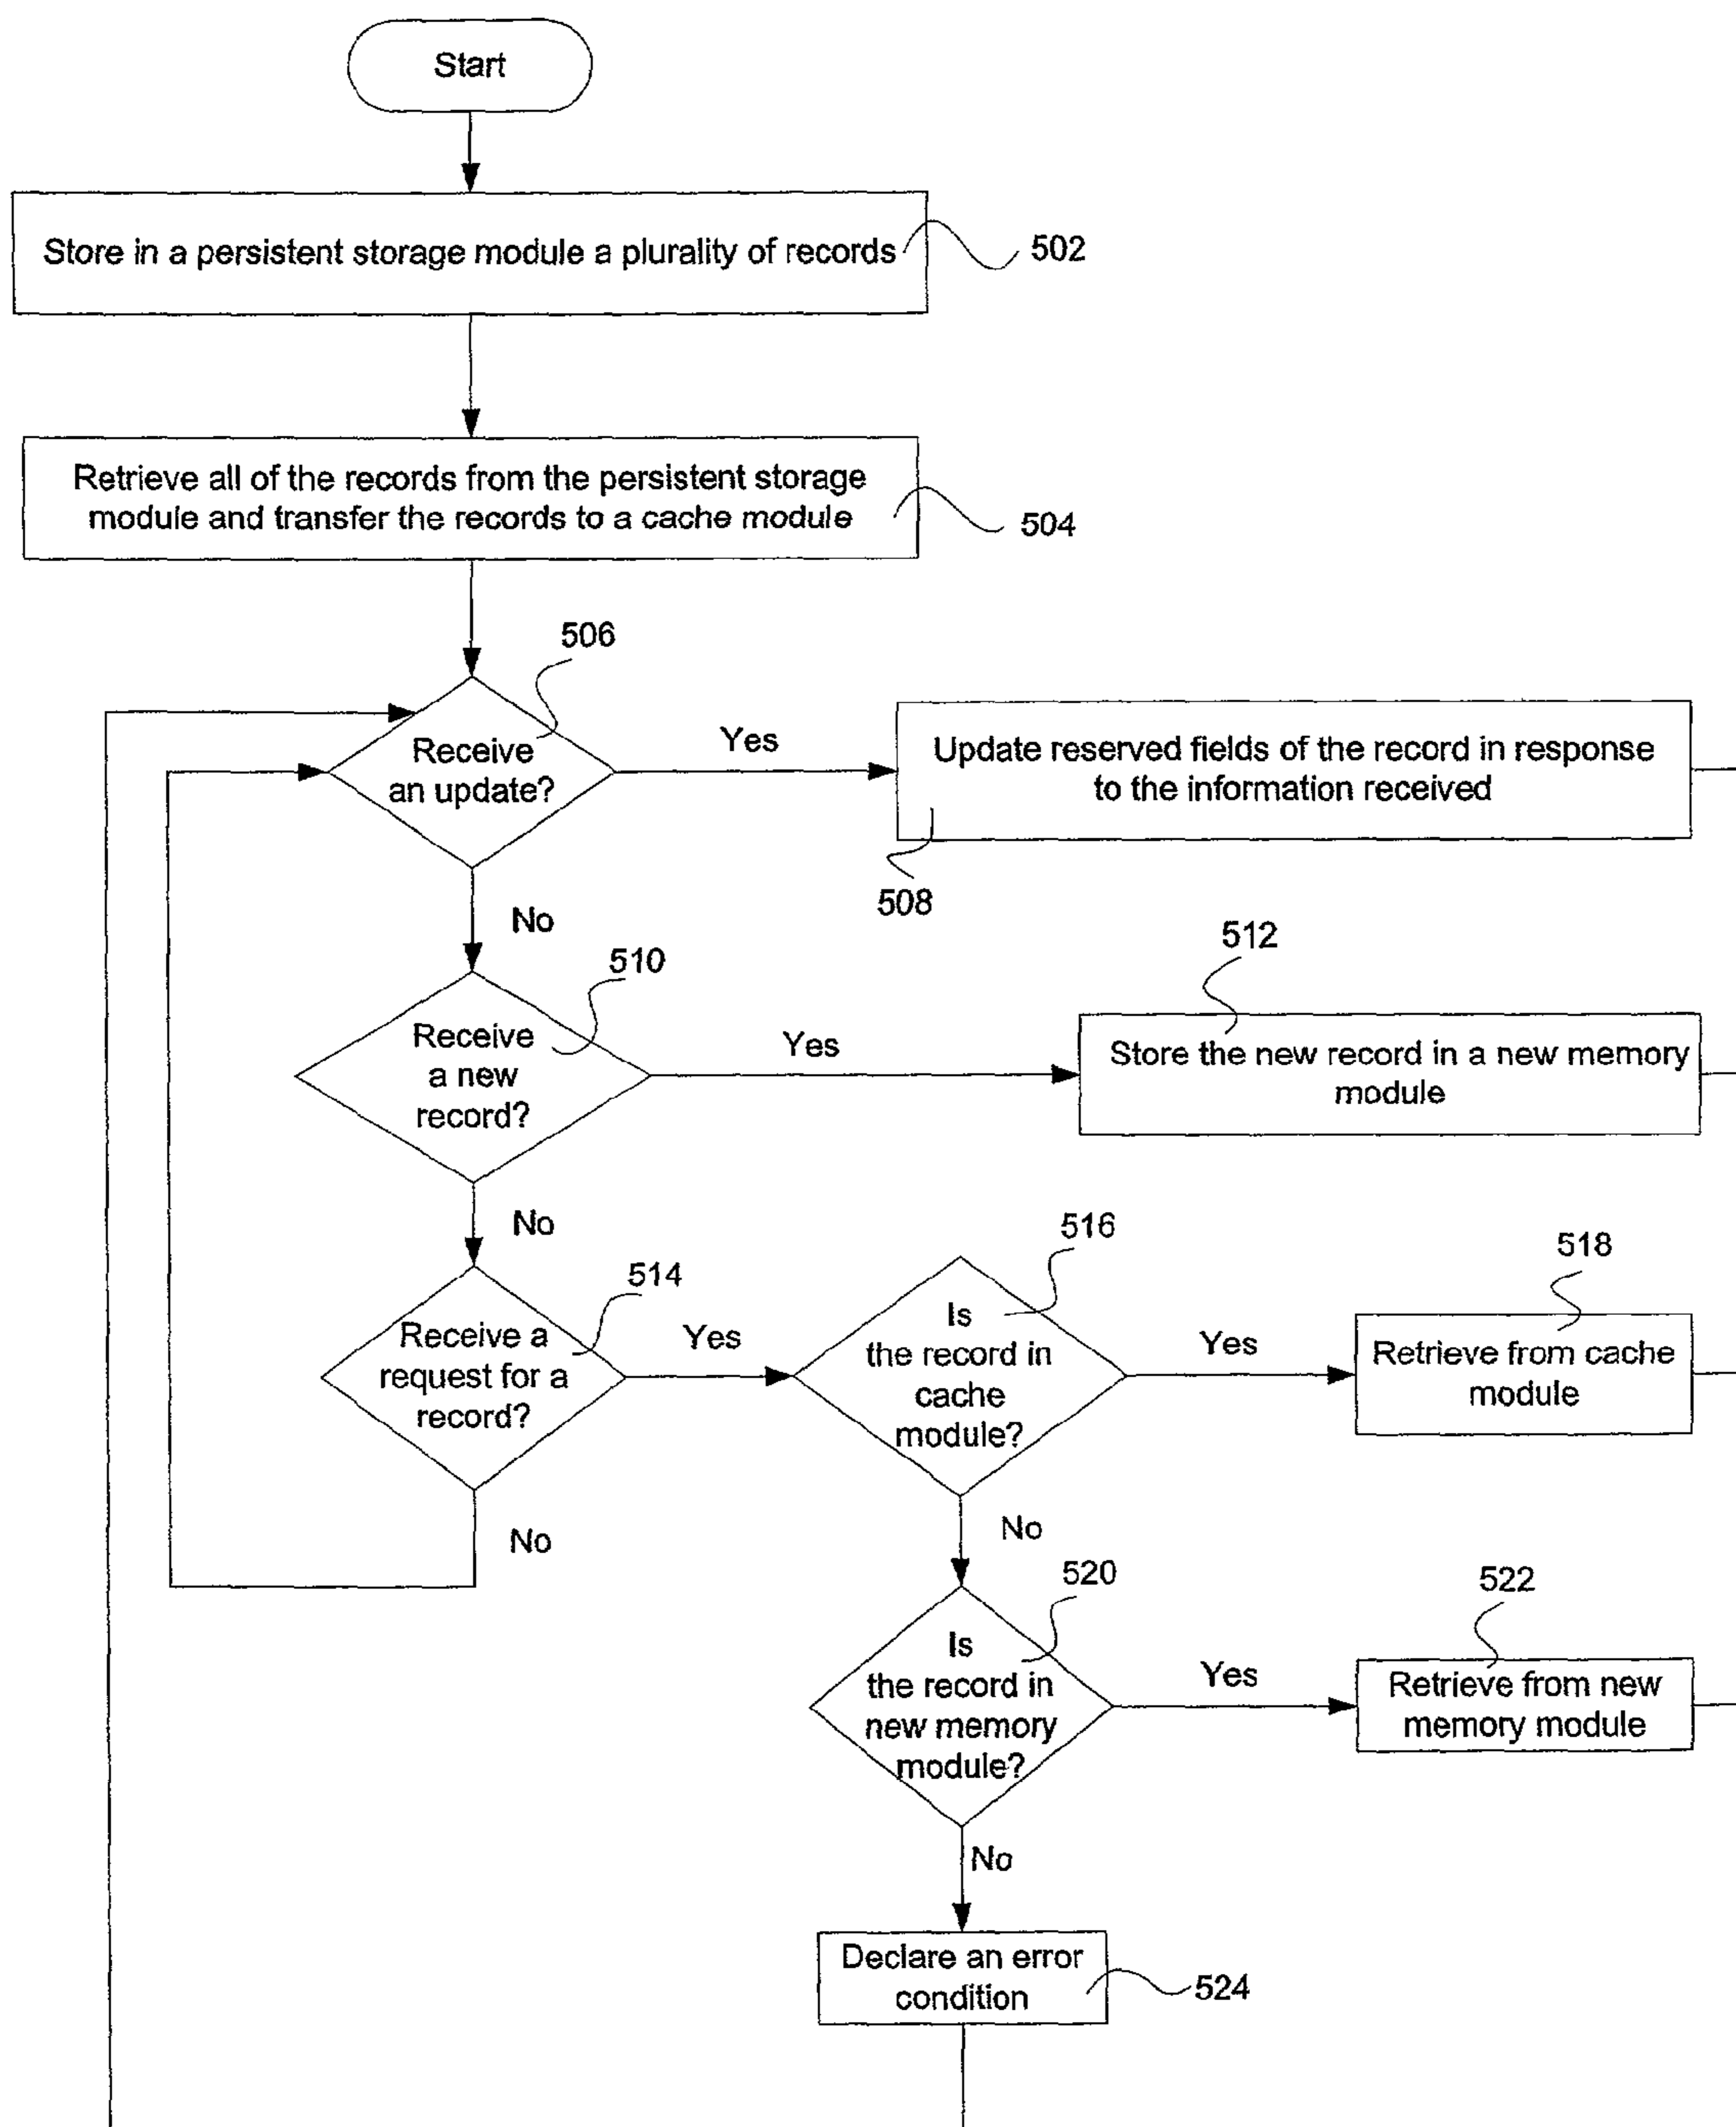 Start
Store in a persistent storage module a plurality of records
502
Retrieve all of the records from the persistent storage
module and transfer the records to a cache module
504
506
Receive
an update?
Yes
Update reserved fields of the record in response
to the information received
508
No
510
Receive
a new
record?
Yes
512
Store the new record in a new memory
module
No
514
Receive a
request for a
record?
Yes
516
Is
the record in
cache
module?
Yes
518
Retrieve from cache
module
No
No
520
Is
the record in
new memory
module?
Yes
522
Retrieve from new
memory module
No
Declare an error
condition
524